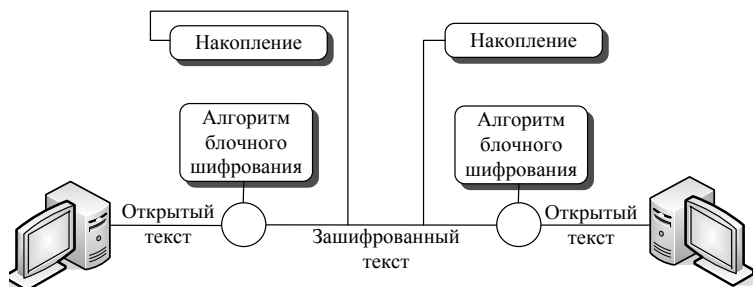 Накопление
Накопление
Алгоритм
блочного
шифрования
Алгоритм
блочного
шифрования
Открытый
текст
Зашифрованный
текст
Открытый
текст